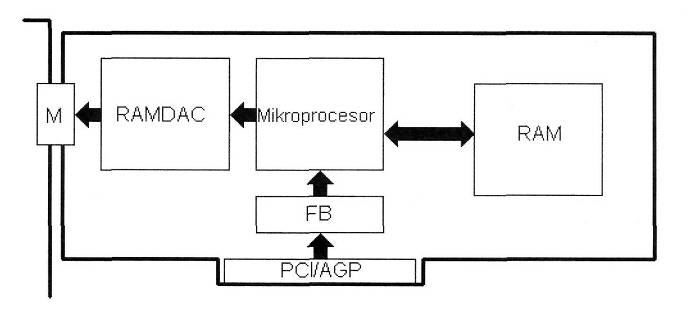 M
RAMDAC
Mikroprocesor
RAM
FB
PCI/AGP